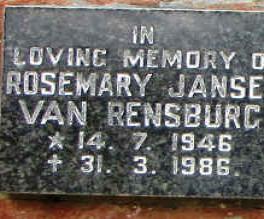 IN
LOVING MEMORY O
ROSEMARY JANSE
VAN RENSBURG
x 14. 7. 1946
† 31. 3. 1986.